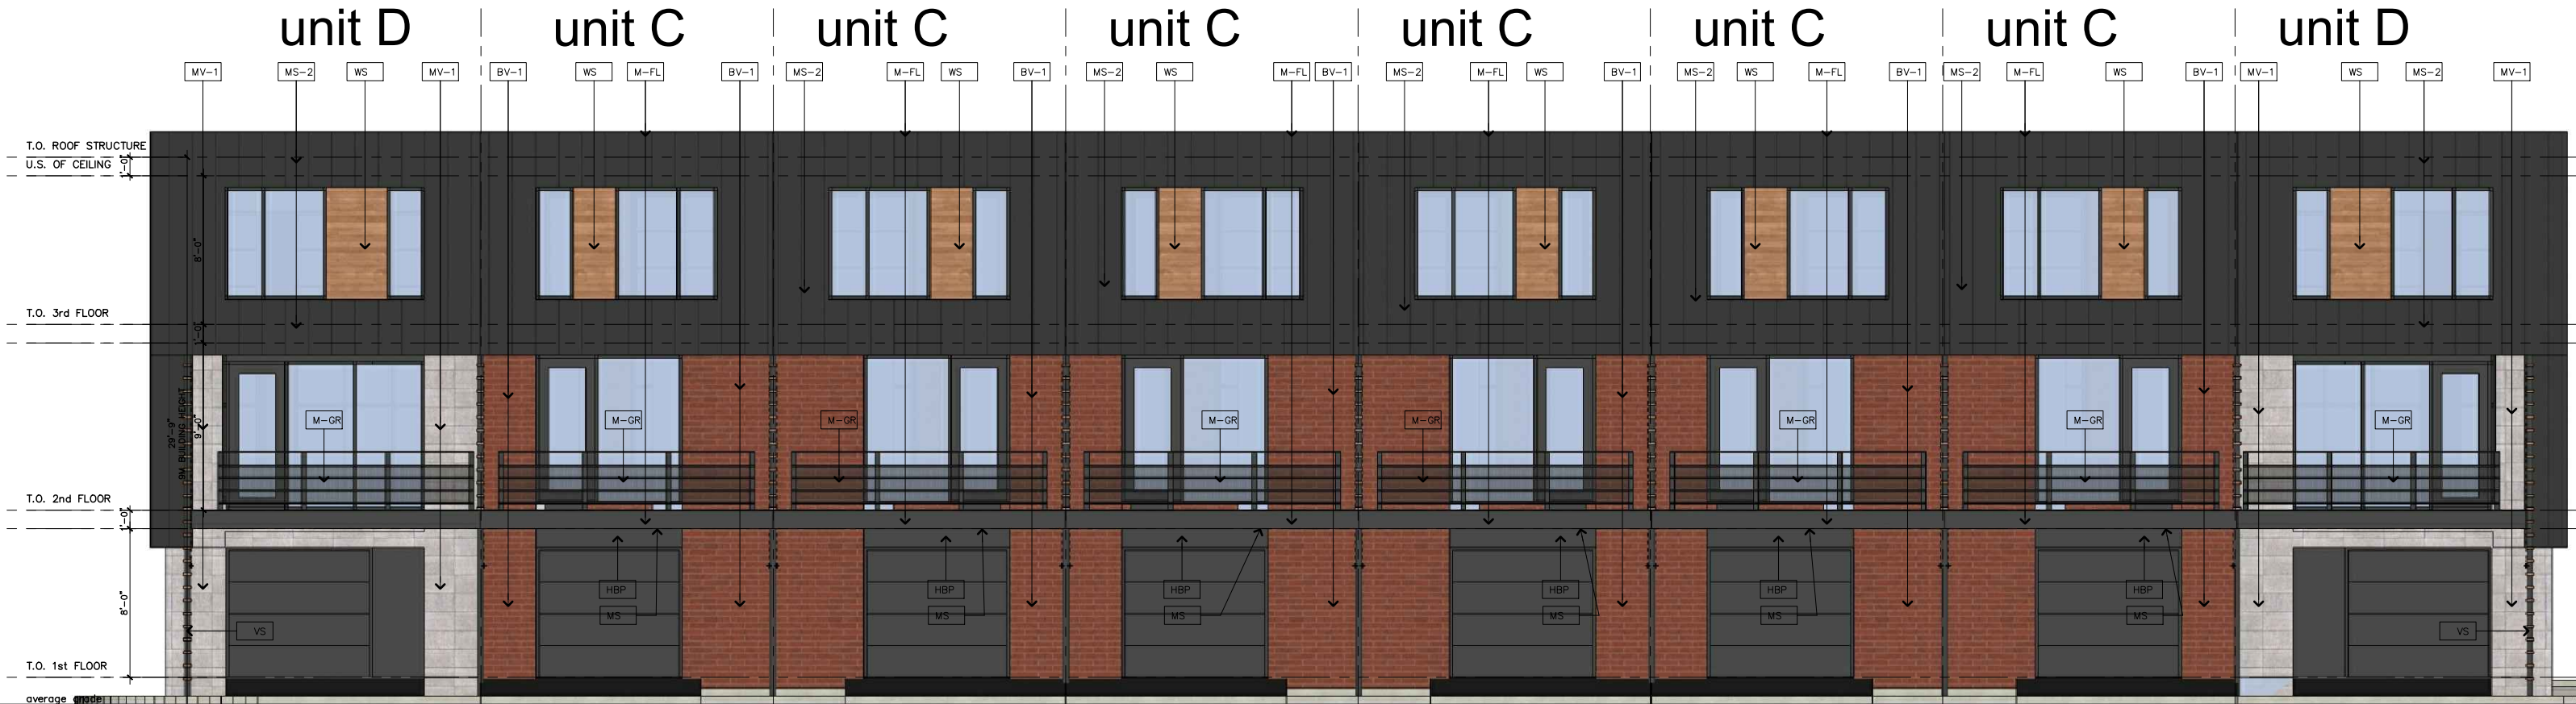 unit D unit C unit C unit C unit C unit C unit C unit D
MV-1 MS-2 WS MV-1 BV-1 WS M-FL BV-1 MS-2 M-FL WS BV-1 MS-2 WS M-FL BV-1 MS-2 M-FL WS BV-1 MS-2 WS M-FL BV-1 MS-2 M-FL WS BV-1 MV-1 WS MS-2 MV-1
T.O. ROOF STRUCTURE
1'-0"
U.S. OF CEILING
8'-0"
T.O. 3rd FLOOR
1'-0"
29'-9"
9M BUILDING HEIGHT
9'-0"
M-GR M-GR M-GR M-GR M-GR M-GR M-GR M-GR
T.O. 2nd FLOOR
1'-0"
8'-0"
HBP HBP HBP HBP HBP HBP
MS MS MS MS MS MS
VS VS
T.O. 1st FLOOR
average grade